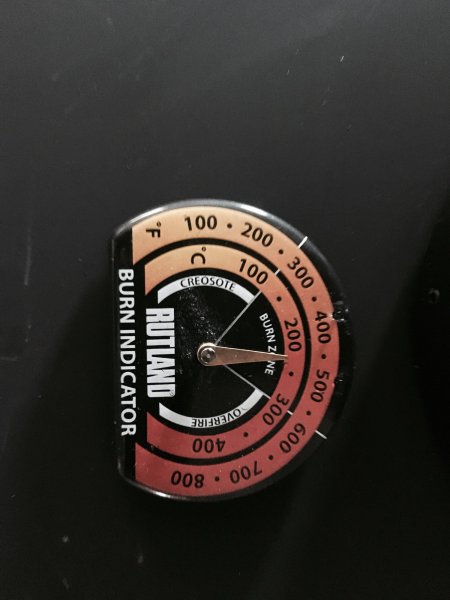 °F 100 • 200 • 300 • 400 • 500 • 600 • 700 • 800
°C 100 • 200 • 300 • 400
CREOSOTE BURN ZONE OVERFIRE
RUTLAND
BURN INDICATOR